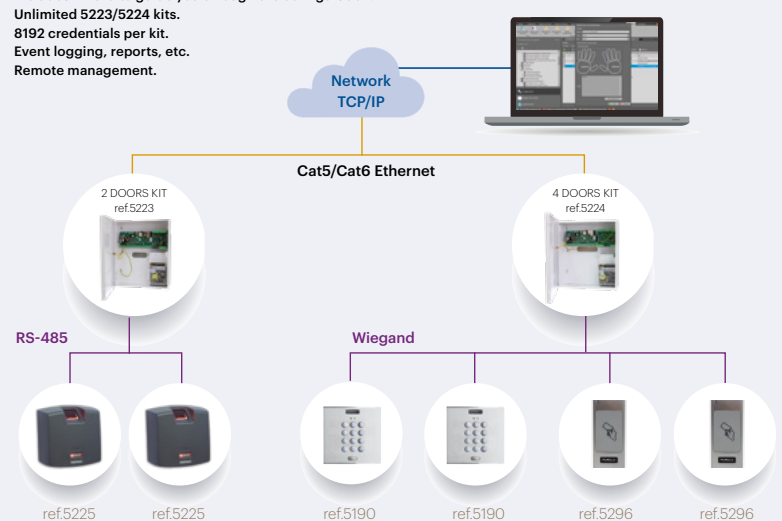 Unlimited 5223/5224 kits.
8192 credentials per kit.
Event logging, reports, etc.
Remote management.
Network
TCP/IP
Cat5/Cat6 Ethernet
2 DOORS KIT
ref.5223
4 DOORS KIT
ref.5224
RS-485
Wiegand
ref.5225
ref.5225
ref.5190
ref.5190
ref.5296
ref.5296